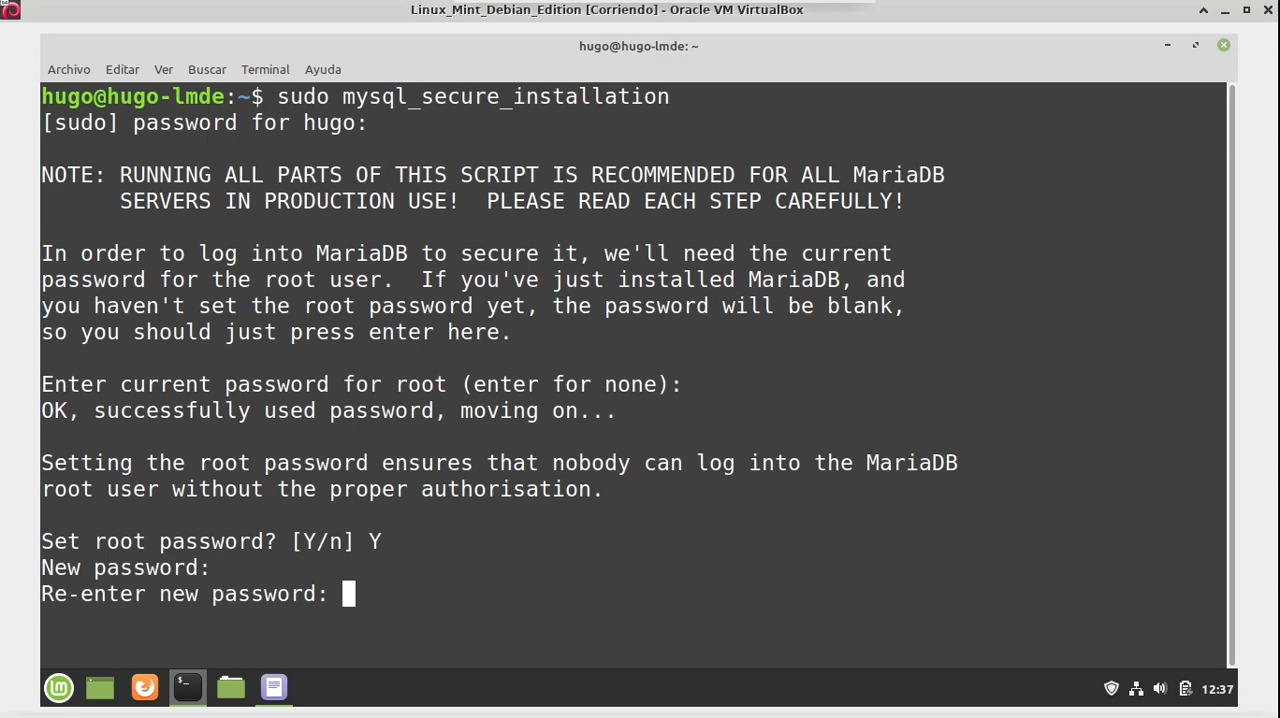 Linux_Mint_Debian_Edition [Corriendo] - Oracle VM VirtualBox
hugo@hugo-lmde: ~
Archivo Editar Ver Buscar Terminal Ayuda
hugo@hugo-lmde:~$ sudo mysql_secure_installation
[sudo] password for hugo:
NOTE: RUNNING ALL PARTS OF THIS SCRIPT IS RECOMMENDED FOR ALL MariaDB
SERVERS IN PRODUCTION USE!  PLEASE READ EACH STEP CAREFULLY!
In order to log into MariaDB to secure it, we'll need the current
password for the root user.  If you've just installed MariaDB, and
you haven't set the root password yet, the password will be blank,
so you should just press enter here.
Enter current password for root (enter for none):
OK, successfully used password, moving on...
Setting the root password ensures that nobody can log into the MariaDB
root user without the proper authorisation.
Set root password? [Y/n] Y
New password:
Re-enter new password:
12:37